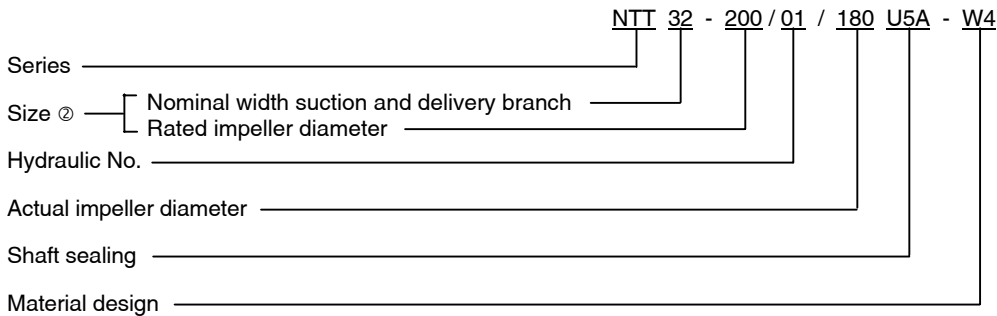 NTT 32 - 200 / 01 / 180 U5A - W4
Series
Size ②
Nominal width suction and delivery branch
Rated impeller diameter
Hydraulic No.
Actual impeller diameter
Shaft sealing
Material design